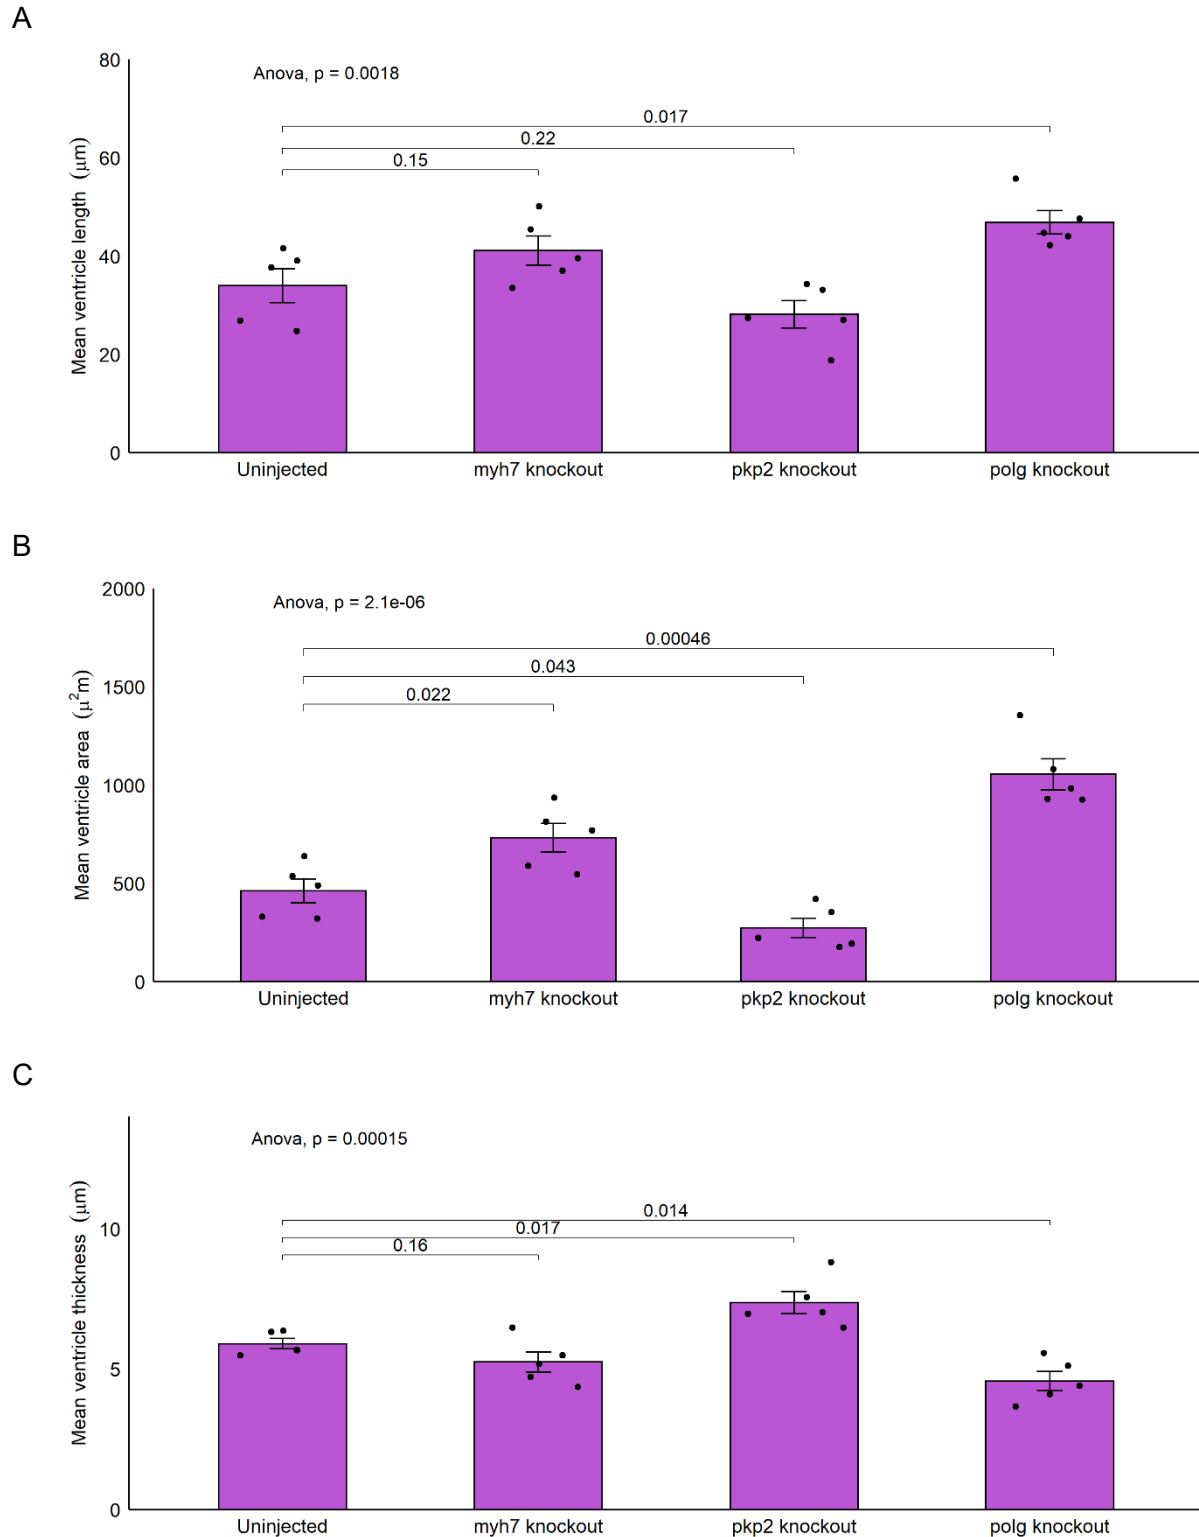 A
Mean ventricle length (μm)
80
60
40
20
0
Anova, p = 0.0018
0.017
0.22
0.15
Uninjected myh7 knockout pkp2 knockout polg knockout
B
Mean ventricle area (μ²m)
2000
1500
1000
500
0
Anova, p = 2.1e-06
0.00046
0.043
0.022
Uninjected myh7 knockout pkp2 knockout polg knockout
C
Mean ventricle thickness (μm)
10
5
0
Anova, p = 0.00015
0.014
0.017
0.16
Uninjected myh7 knockout pkp2 knockout polg knockout